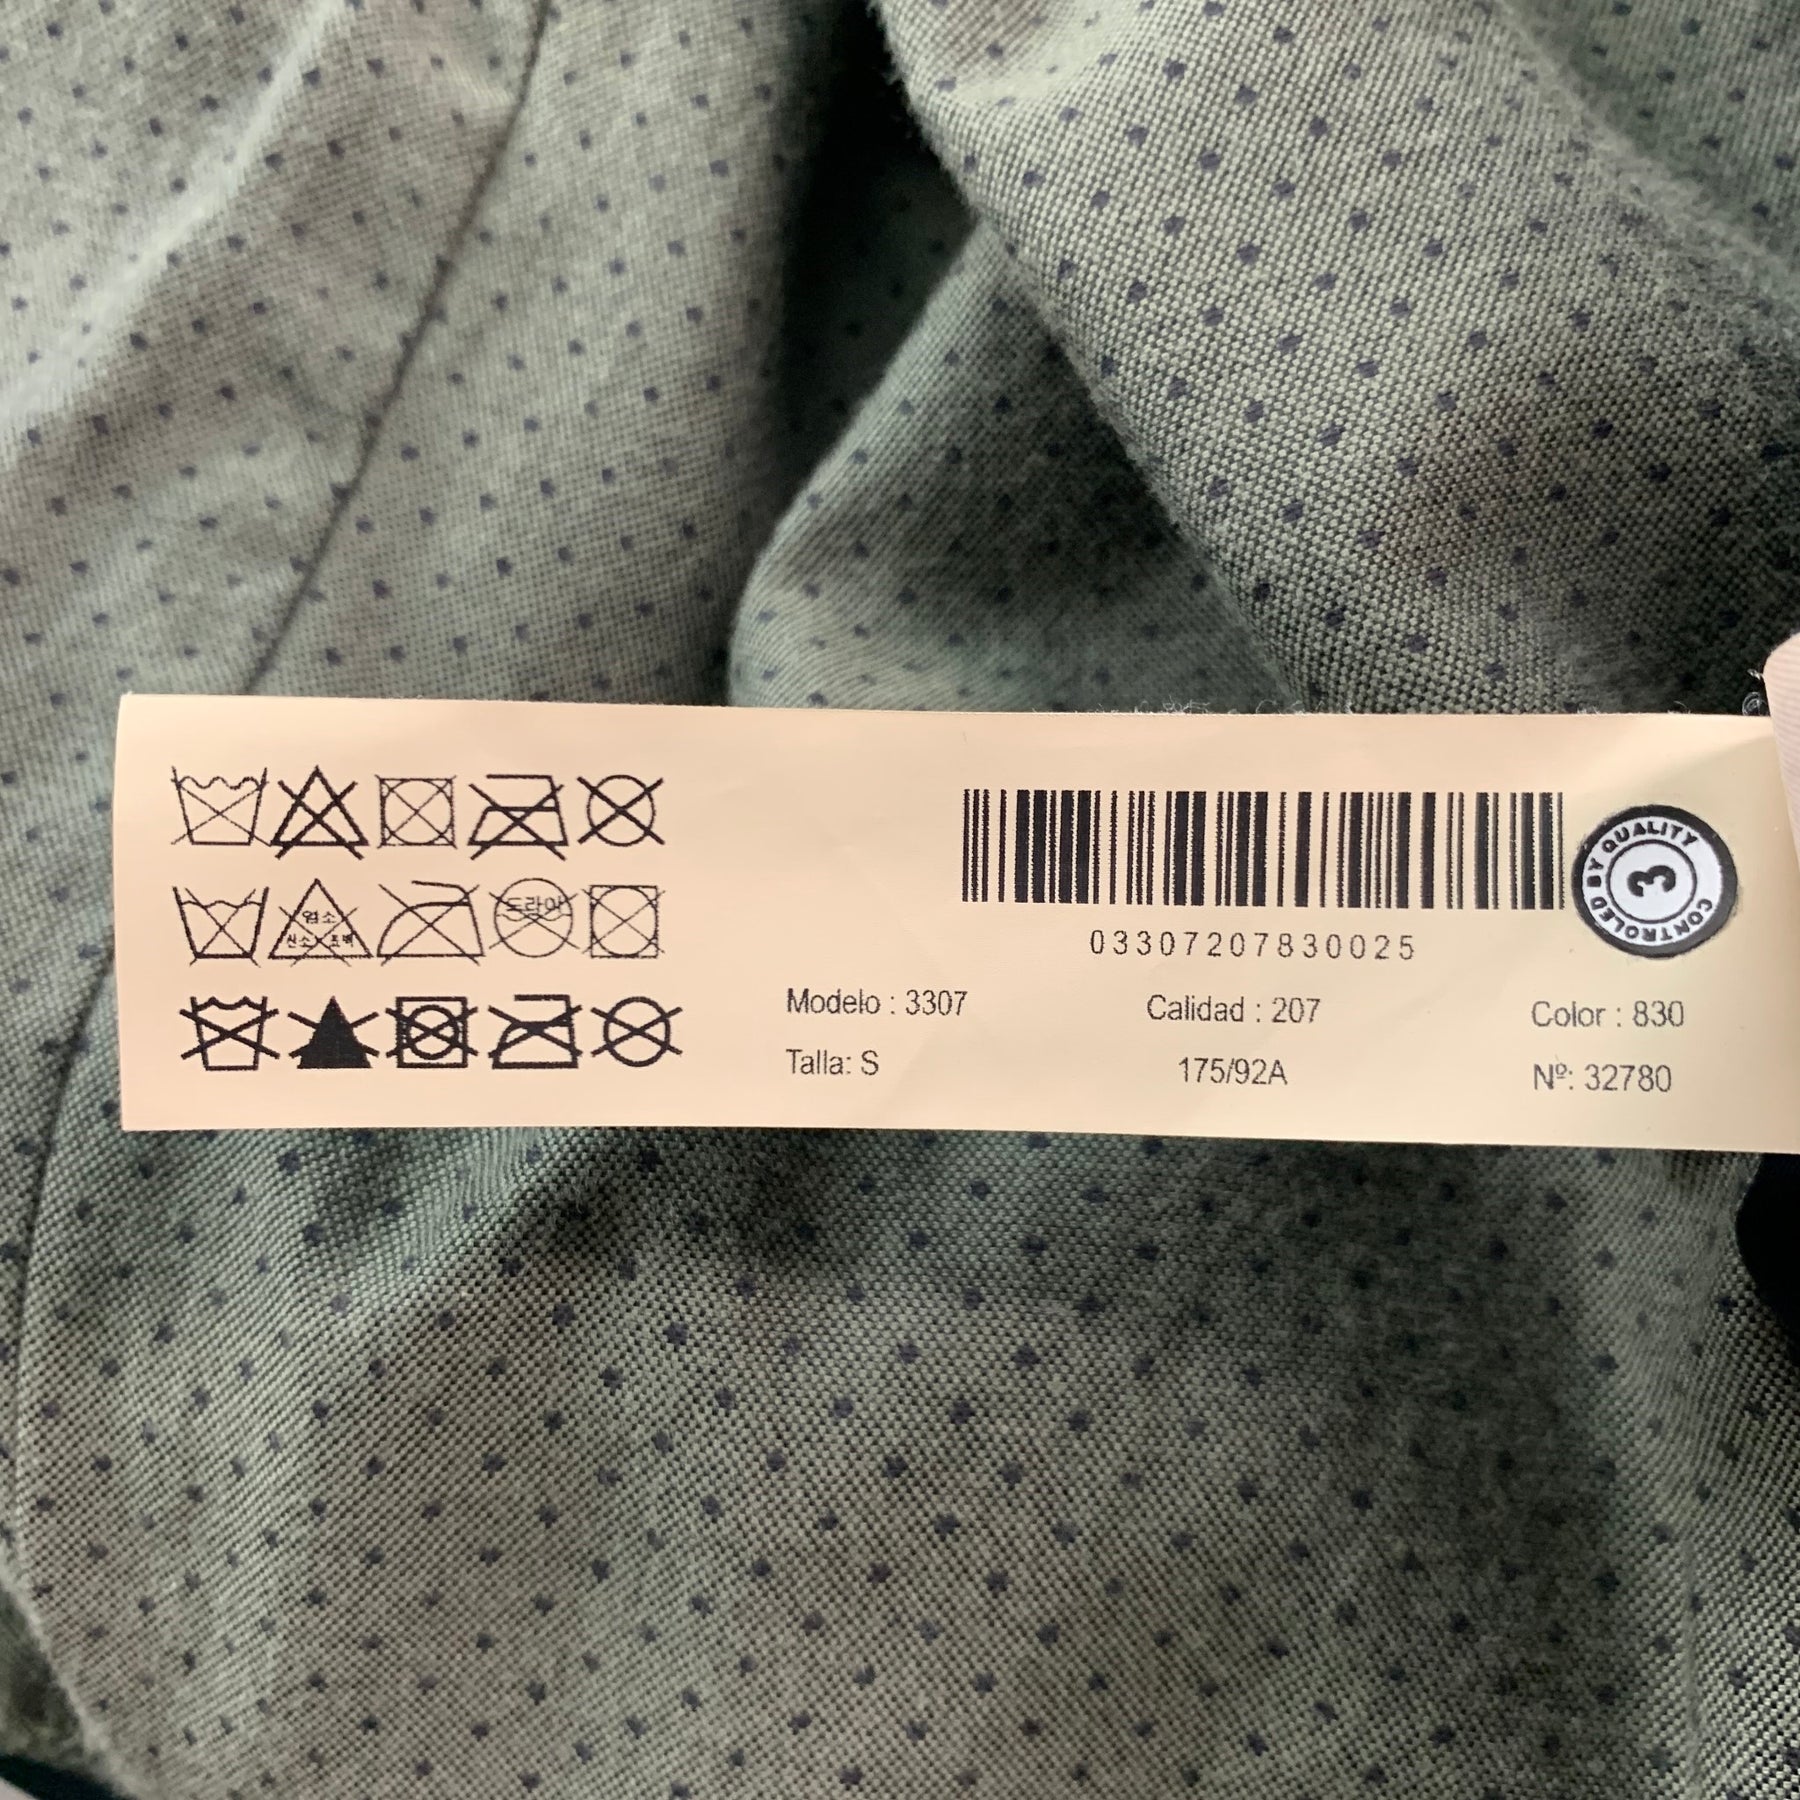 염소
산소 표백
드라이
03307207830025
CONTROLED BY QUALITY
3
Modelo : 3307 Calidad : 207 Color : 830
Talla: S 175/92A Nº: 32780